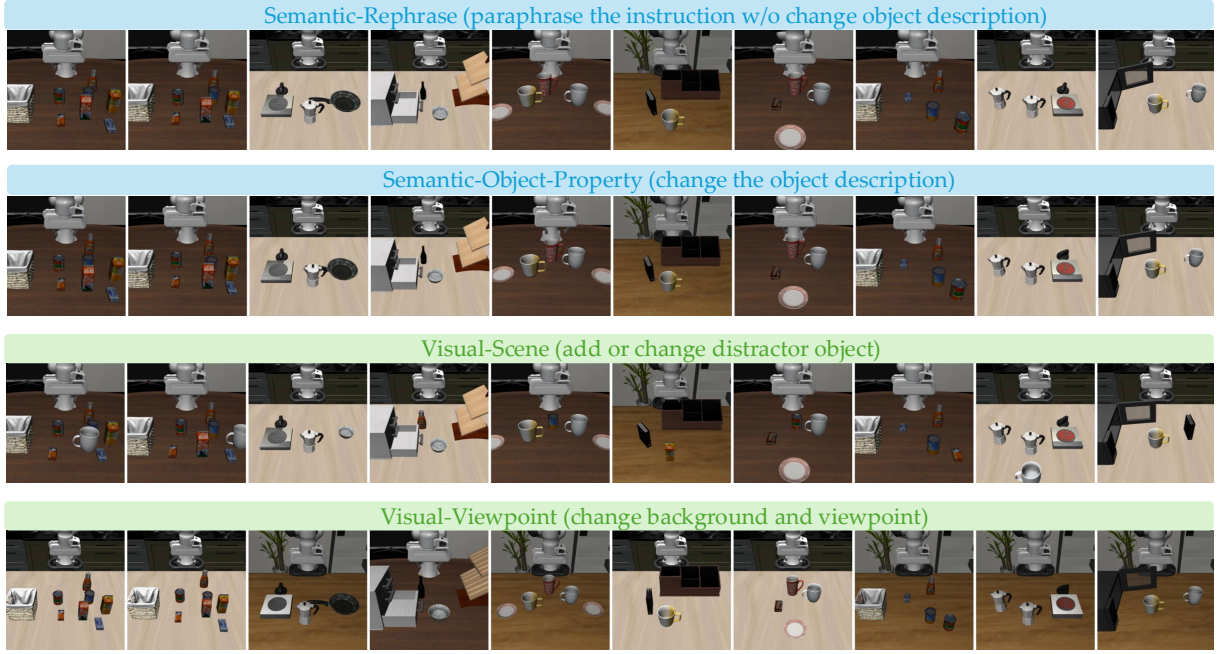 Semantic-Rephrase (paraphrase the instruction w/o change object description)
Semantic-Object-Property (change the object description)
Visual-Scene (add or change distractor object)
Visual-Viewpoint (change background and viewpoint)